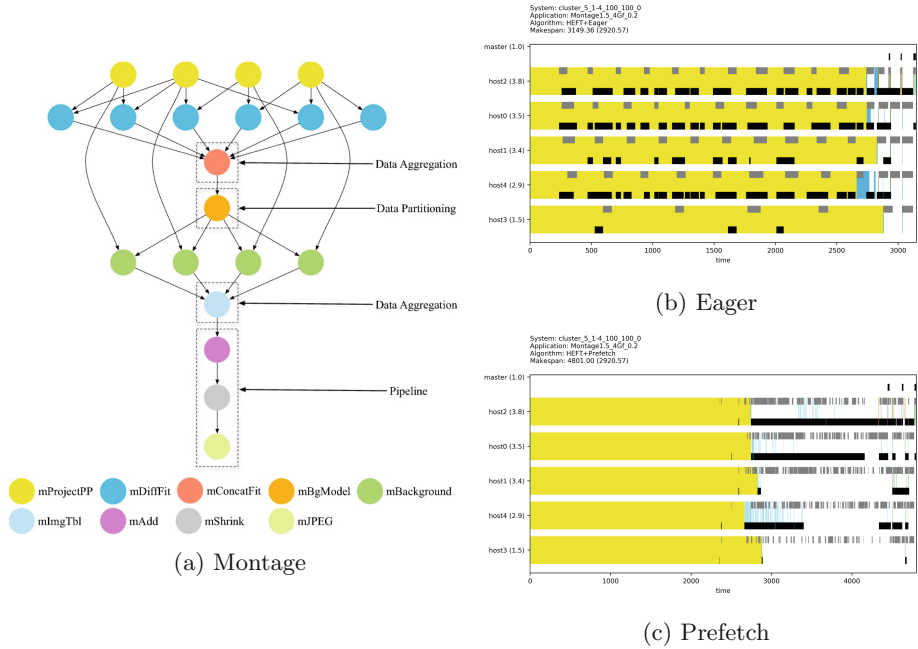 Data Aggregation
Data Partitioning
Data Aggregation
Pipeline
mProjectPP mDiffFit mConcatFit mBgModel mBackground
mImgTbl mAdd mShrink mJPEG
(a) Montage
System: cluster_5_1-4_100_100_0
Application: Montage1.5_4Gf_0.2
Algorithm: HEFT+Eager
Makespan: 3149.36 (2920.57)
master (1.0)
host2 (3.8)
host0 (3.5)
host1 (3.4)
host4 (2.9)
host3 (1.5)
0 500 1000 1500 2000 2500 3000
time
(b) Eager
System: cluster_5_1-4_100_100_0
Application: Montage1.5_4Gf_0.2
Algorithm: HEFT+Prefetch
Makespan: 4801.00 (2920.57)
master (1.0)
host2 (3.8)
host0 (3.5)
host1 (3.4)
host4 (2.9)
host3 (1.5)
0 1000 2000 3000 4000
time
(c) Prefetch